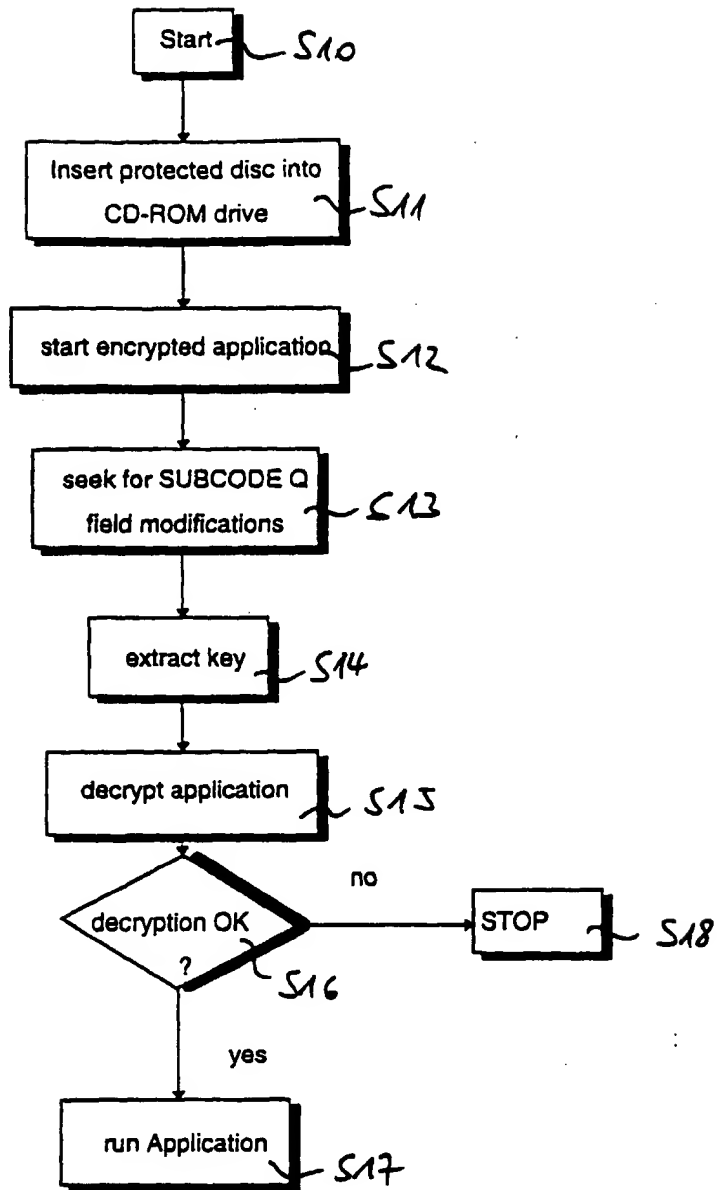 Start S10
Insert protected disc into
CD-ROM drive S11
start encrypted application S12
seek for SUBCODE Q
field modifications S13
extract key S14
decrypt application S15
no
decryption OK
?
S16
STOP S18
yes
run Application S17